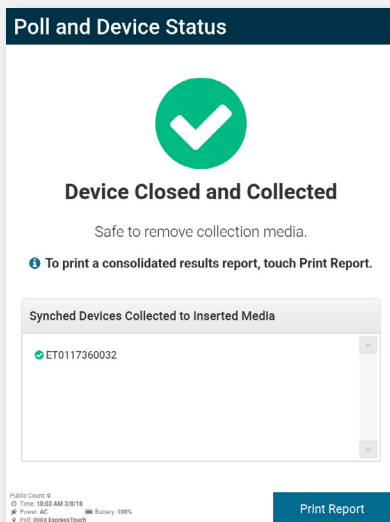 Poll and Device Status
Device Closed and Collected
Safe to remove collection media.
To print a consolidated results report, touch Print Report.
Synched Devices Collected to Inserted Media
ET0117360032
Public Count: 0
Time: 10:03 AM 3/8/18
Power: AC Battery: 100%
Poll: 0004 ExpressTouch
Print Report